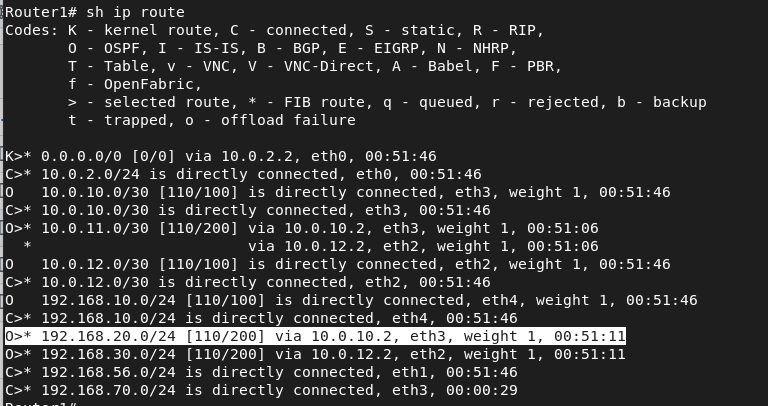 Router1# sh ip route
Codes: K - kernel route, C - connected, S - static, R - RIP,
       O - OSPF, I - IS-IS, B - BGP, E - EIGRP, N - NHRP,
       T - Table, v - VNC, V - VNC-Direct, A - Babel, F - PBR,
       f - OpenFabric,
       > - selected route, * - FIB route, q - queued, r - rejected, b - backup
       t - trapped, o - offload failure

K>* 0.0.0.0/0 [0/0] via 10.0.2.2, eth0, 00:51:46
C>* 10.0.2.0/24 is directly connected, eth0, 00:51:46
O   10.0.10.0/30 [110/100] is directly connected, eth3, weight 1, 00:51:46
C>* 10.0.10.0/30 is directly connected, eth3, 00:51:46
O>* 10.0.11.0/30 [110/200] via 10.0.10.2, eth3, weight 1, 00:51:06
  *                        via 10.0.12.2, eth2, weight 1, 00:51:06
O   10.0.12.0/30 [110/100] is directly connected, eth2, weight 1, 00:51:46
C>* 10.0.12.0/30 is directly connected, eth2, 00:51:46
O   192.168.10.0/24 [110/100] is directly connected, eth4, weight 1, 00:51:46
C>* 192.168.10.0/24 is directly connected, eth4, 00:51:46
O>* 192.168.20.0/24 [110/200] via 10.0.10.2, eth3, weight 1, 00:51:11
O>* 192.168.30.0/24 [110/200] via 10.0.12.2, eth2, weight 1, 00:51:11
C>* 192.168.56.0/24 is directly connected, eth1, 00:51:46
C>* 192.168.70.0/24 is directly connected, eth3, 00:00:29
Router1#